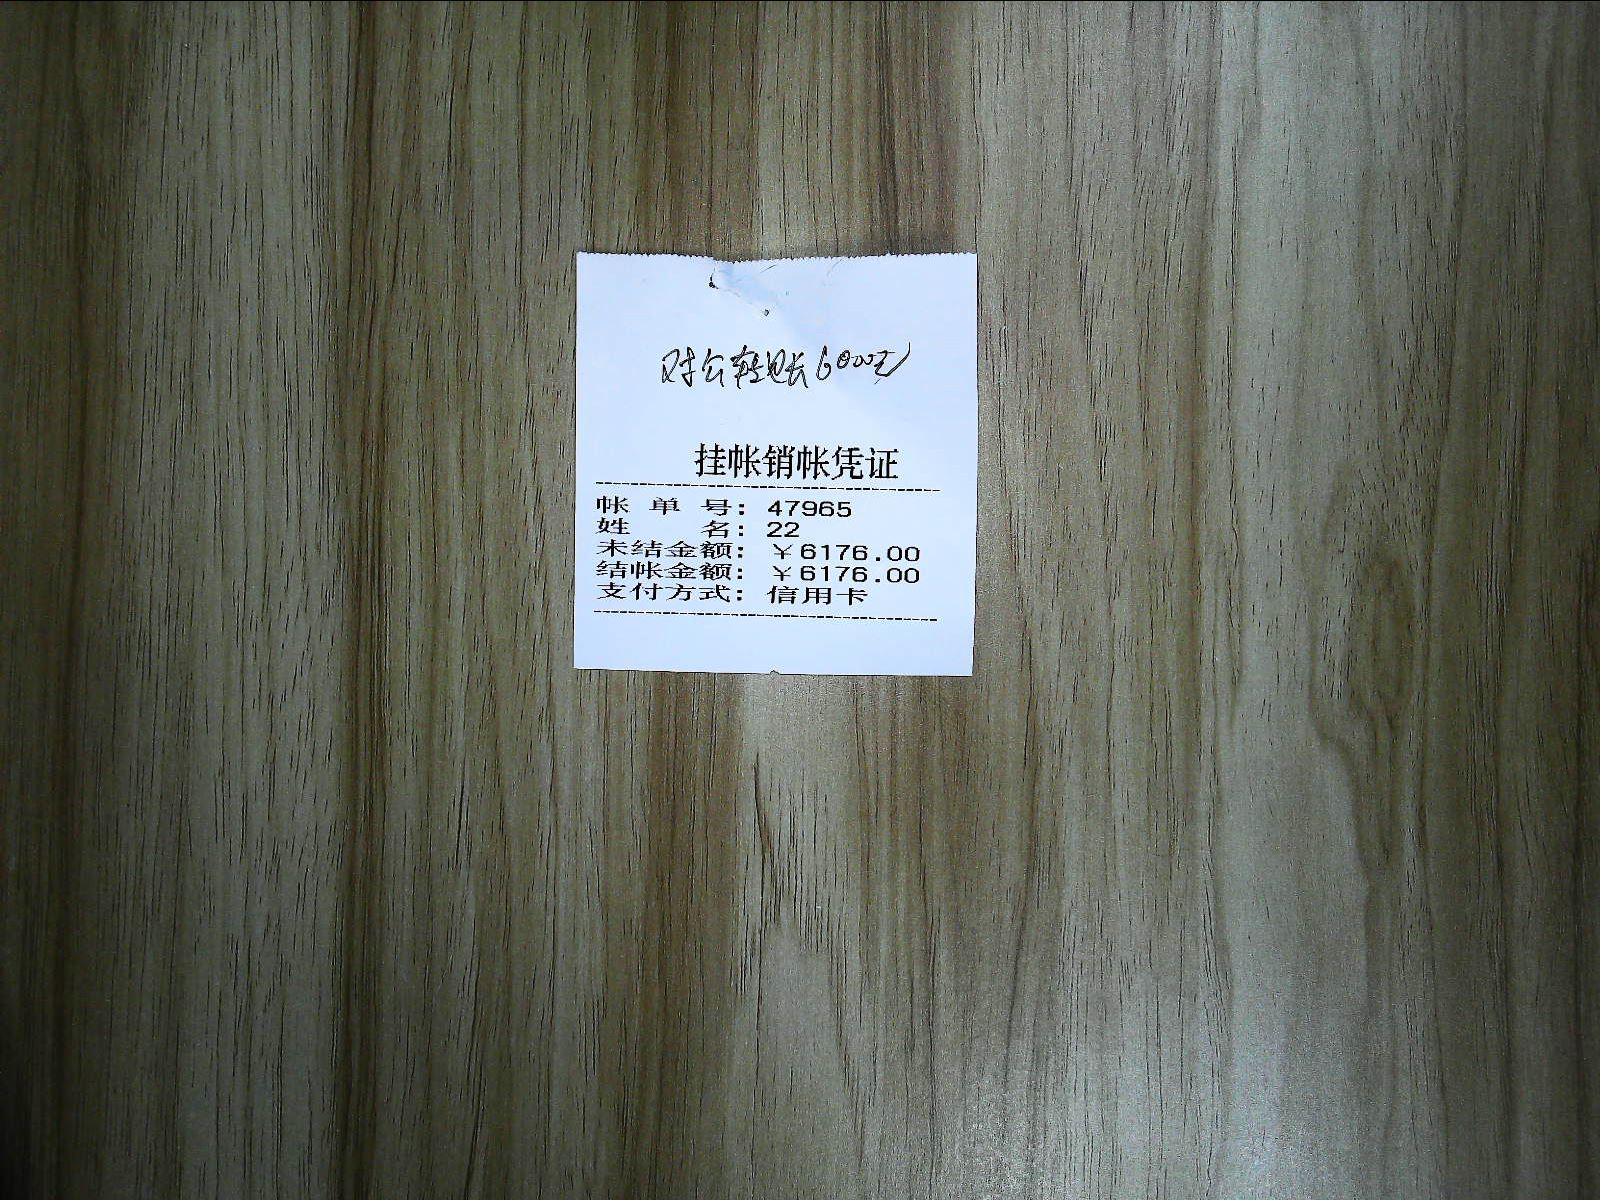 对公转账6000元
挂帐销帐凭证
帐 单 号: 47965
姓 名: 22
未结金额: ￥6176.00
结帐金额: ￥6176.00
支付方式: 信用卡